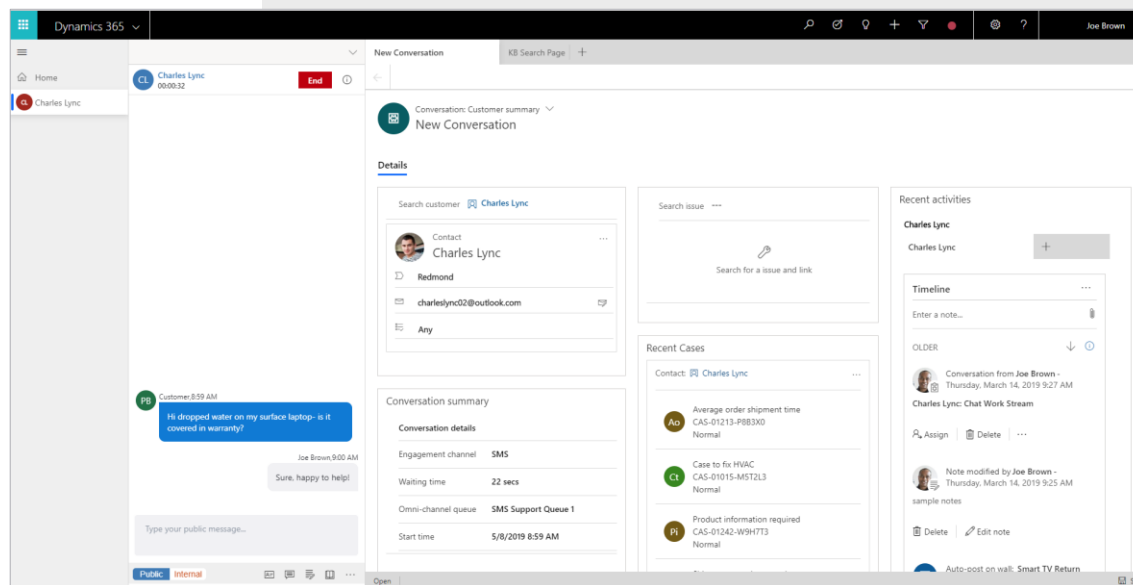 Dynamics 365
Joe Brown
Home
CL
Charles Lync
CL
Charles Lync
00:00:32
End
PB
Customer,8:59 AM
Hi dropped water on my surface laptop- is it
covered in warranty?
Joe Brown,9:00 AM
Sure, happy to help!
Type your public message...
Public
Internal
New Conversation
KB Search Page
Conversation: Customer summary
New Conversation
Details
Search customer
Charles Lync
Contact
Charles Lync
Redmond
charleslync02@outlook.com
Any
Conversation summary
Conversation details
Engagement channel SMS
Waiting time 22 secs
Omni-channel queue SMS Support Queue 1
Start time 5/8/2019 8:59 AM
Search issue ---
Search for a issue and link
Recent Cases
Contact: Charles Lync
Ao
Average order shipment time
CAS-01213-P8B3X0
Normal
Ct
Case to fix HVAC
CAS-01015-M5T2L3
Normal
Pi
Product information required
CAS-01242-W9H7T3
Normal
Recent activities
Charles Lync
Charles Lync
Timeline
Enter a note...
OLDER
Conversation from Joe Brown -
Thursday, March 14, 2019 9:27 AM
Charles Lync: Chat Work Stream
Assign
Delete
Note modified by Joe Brown -
Thursday, March 14, 2019 9:25 AM
sample notes
Delete
Edit note
Auto-post on wall: Smart TV Return
Open